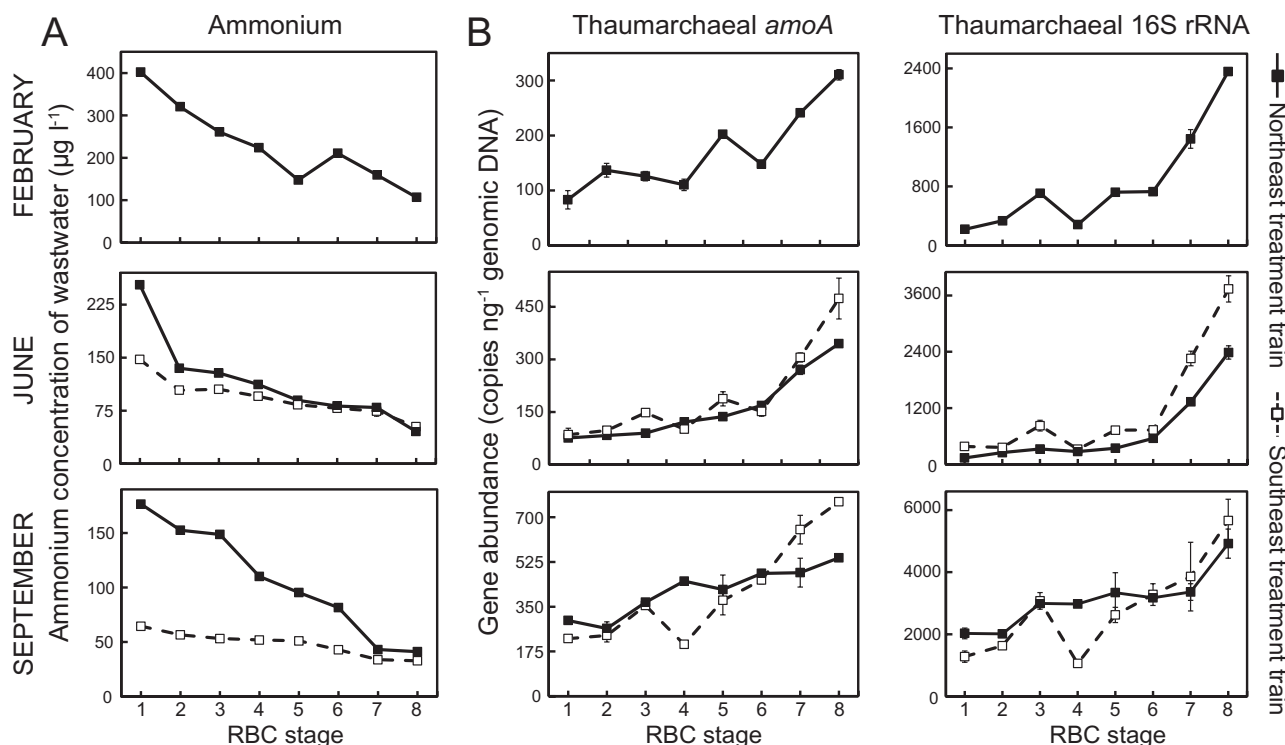 A
Ammonium
B
Thaumarchaeal amoA
Thaumarchaeal 16S rRNA
FEBRUARY
JUNE
SEPTEMBER
Ammonium concentration of wastwater (µg l-1)
400
300
200
100
0
225
150
75
0
150
100
50
0
1 2 3 4 5 6 7 8
RBC stage
Gene abundance (copies ng-1 genomic DNA)
300
200
100
0
450
300
150
0
700
525
350
175
0
1 2 3 4 5 6 7 8
RBC stage
2400
1600
800
0
3600
2400
1200
0
6000
4000
2000
0
1 2 3 4 5 6 7 8
RBC stage
Northeast treatment train
Southeast treatment train